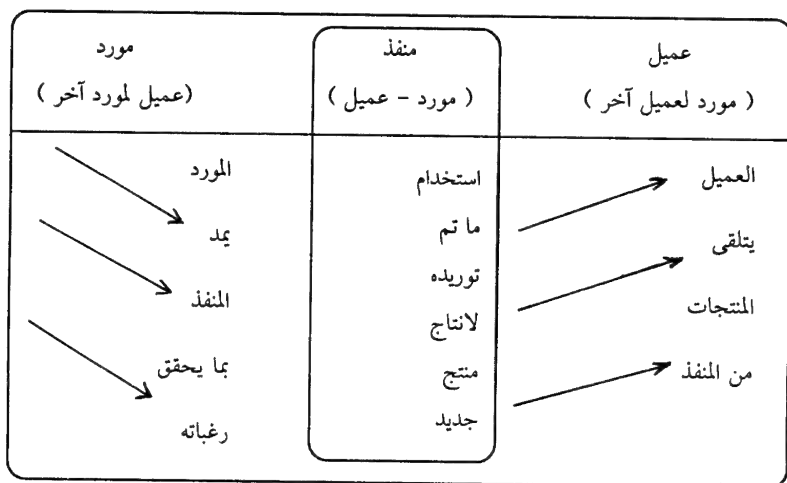 عميل
( مورد لعميل آخر )
العميل
يتلقى
المنتجات
من المنفذ
منفذ
( مورد – عميل )
استخدام
ما تم
توريده
لانتاج
منتج
جديد
مورد
(عميل لمورد آخر )
المورد
يمد
المنفذ
بما يحقق
رغباته